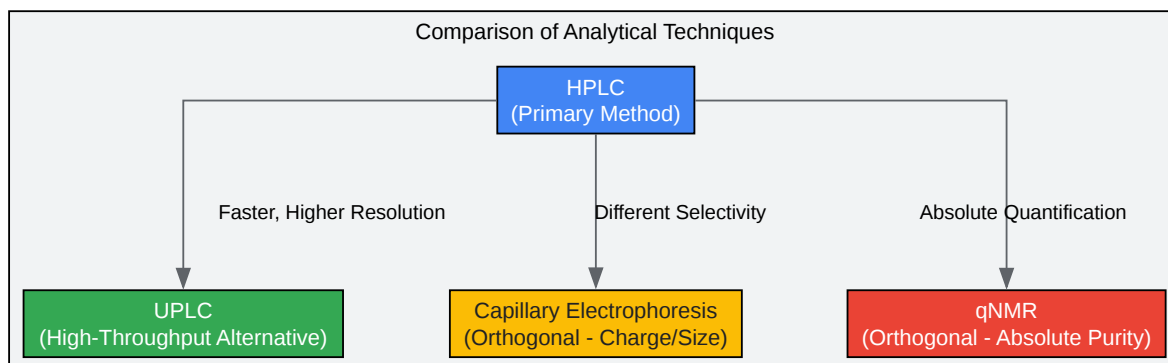 Comparison of Analytical Techniques
HPLC
(Primary Method)
Faster, Higher Resolution
Different Selectivity
Absolute Quantification
UPLC
(High-Throughput Alternative)
Capillary Electrophoresis
(Orthogonal - Charge/Size)
qNMR
(Orthogonal - Absolute Purity)